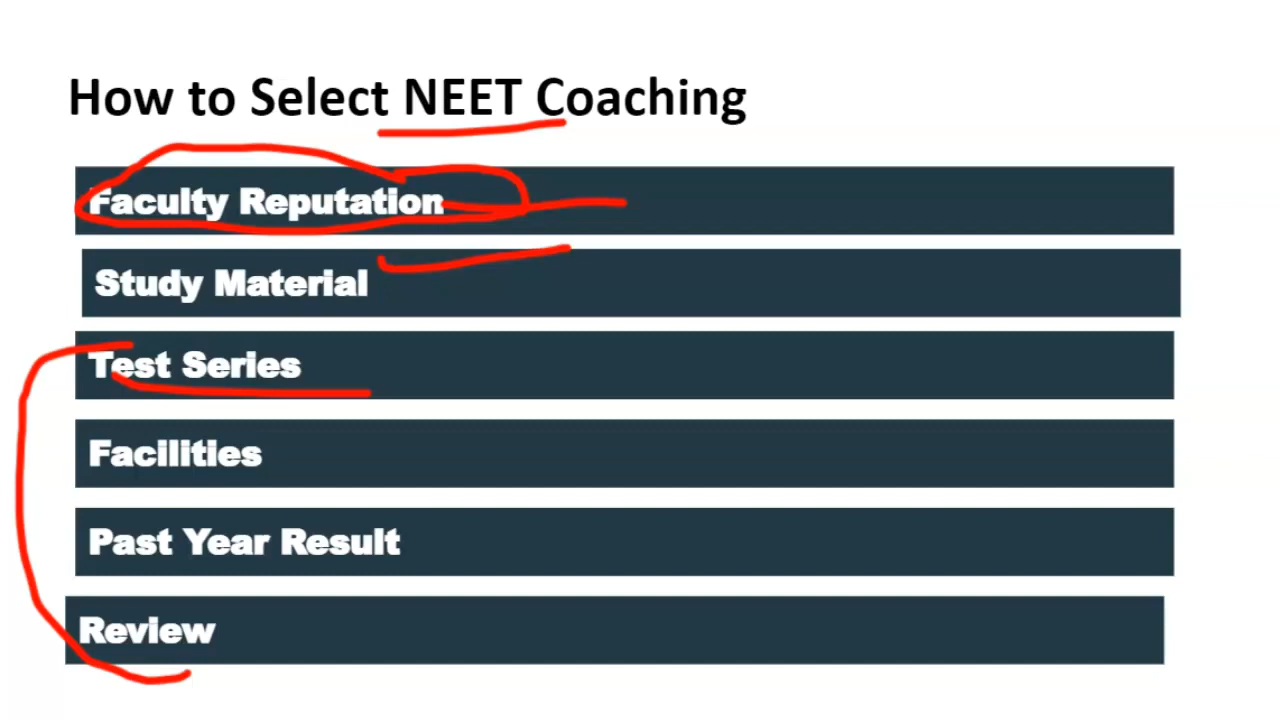 How to Select NEET Coaching
Faculty Reputation
Study Material
Test Series
Facilities
Past Year Result
Review